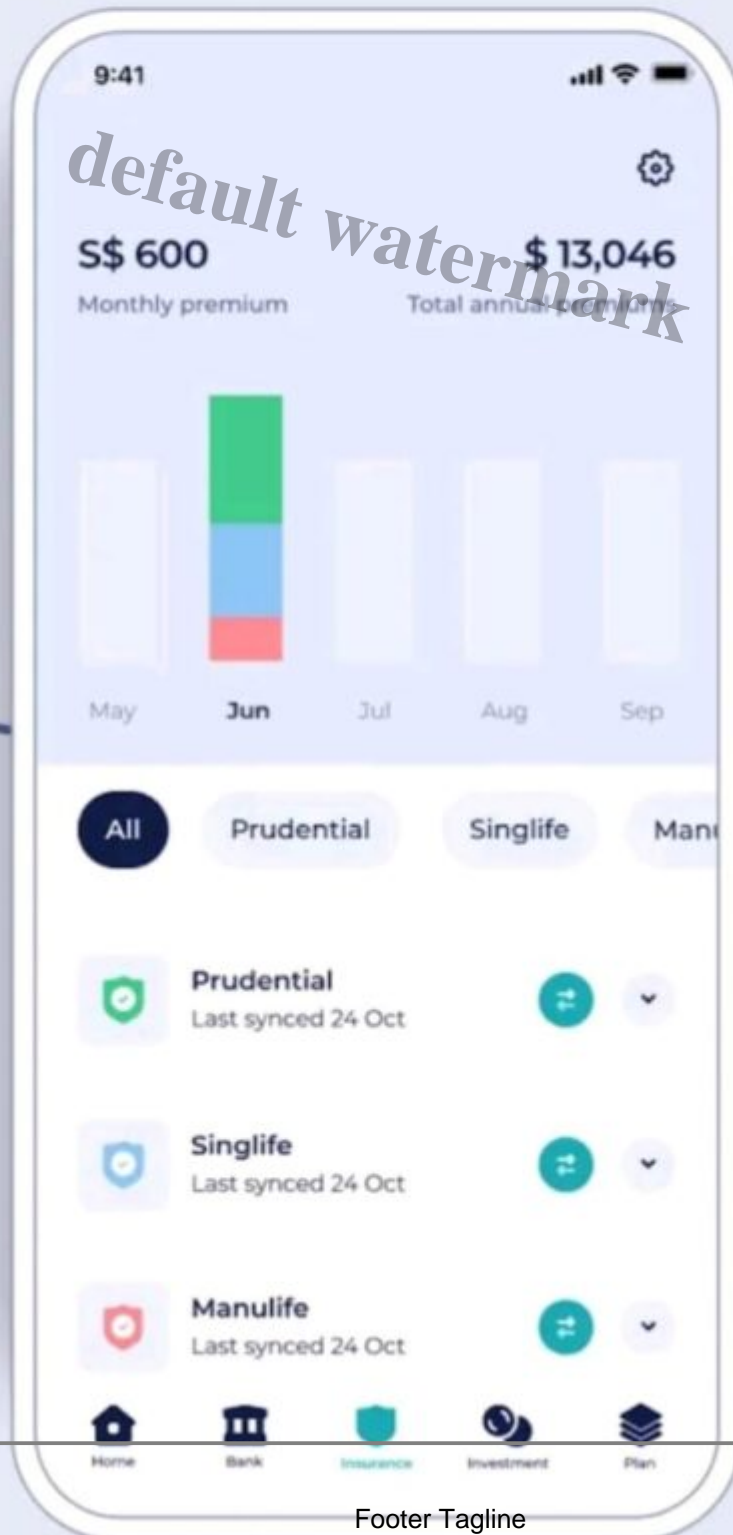 9:41
default watermark
S$ 600
$ 13,046
Monthly premium
Total annual premiums
May
Jun
Jul
Aug
Sep
All
Prudential
Singlife
Manu
Prudential
Last synced 24 Oct
Singlife
Last synced 24 Oct
Manulife
Last synced 24 Oct
Home
Bank
Insurance
Investment
Plan
Footer Tagline